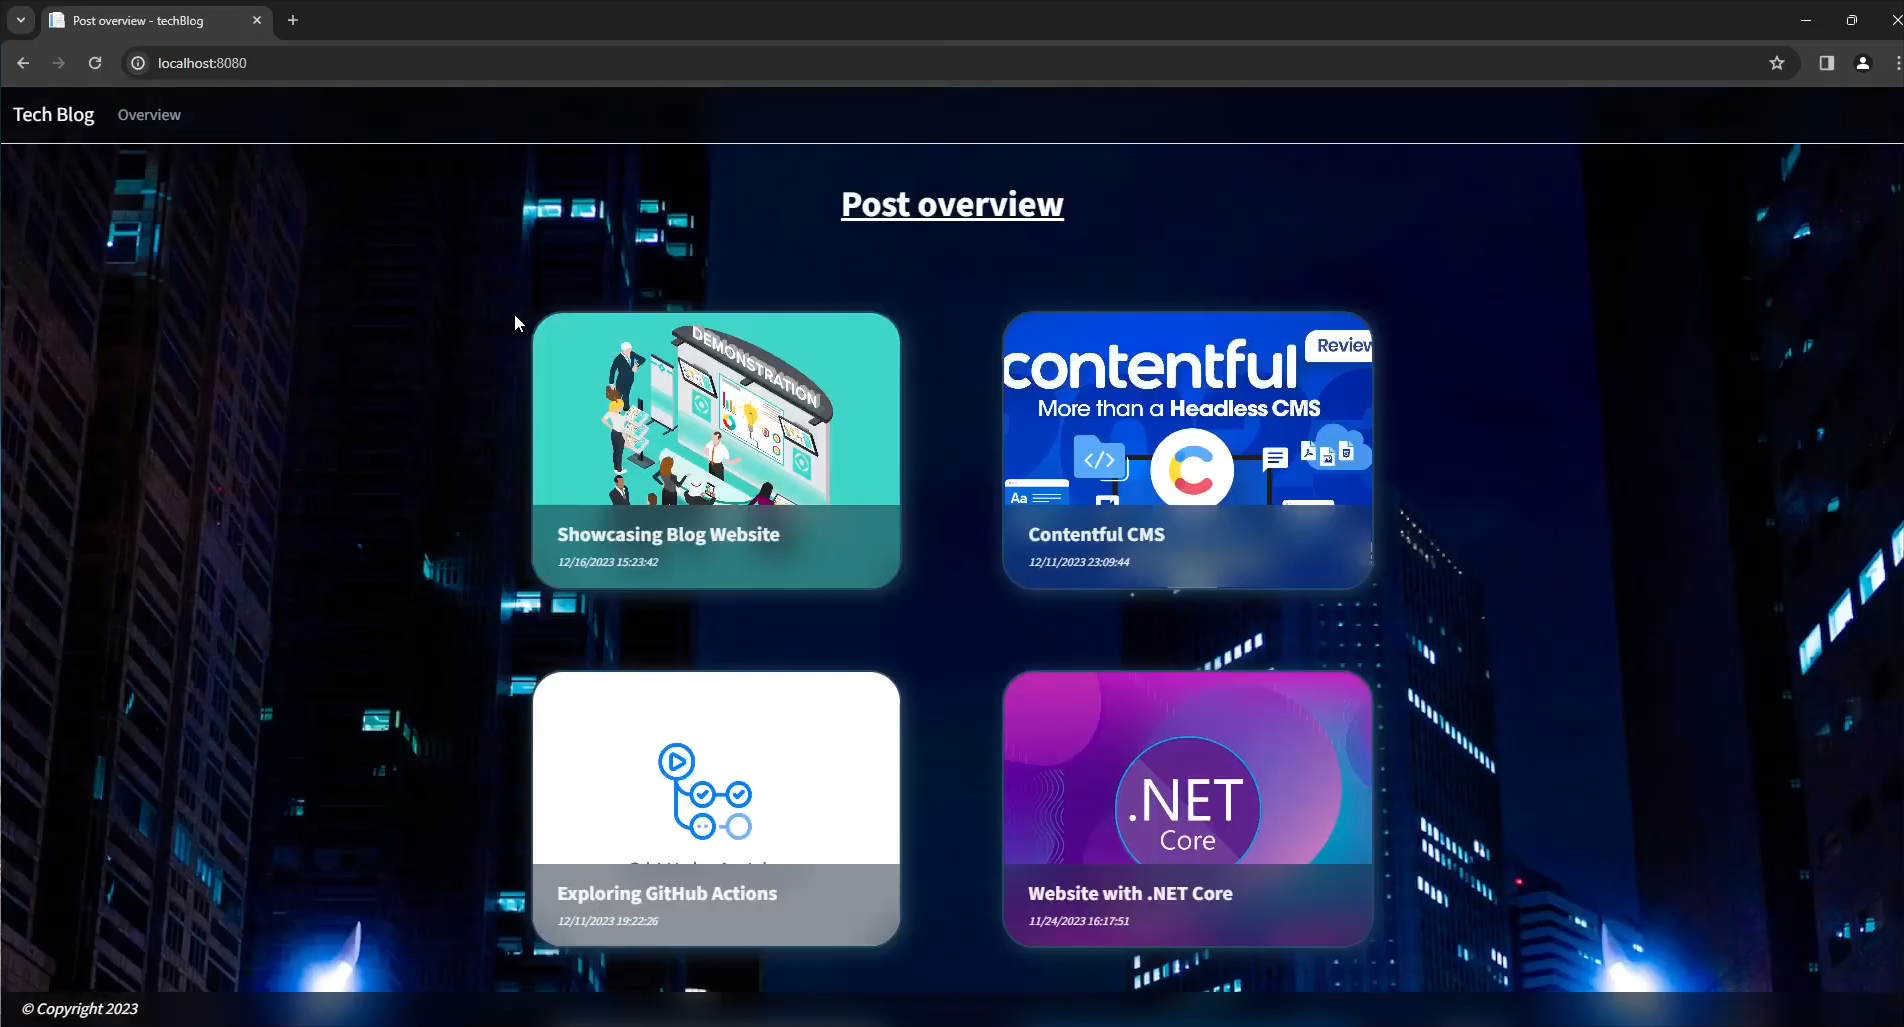 Post overview - techBlog
localhost:8080
Tech Blog
Overview
Post overview
DEMONSTRATION
Showcasing Blog Website
12/16/2023 15:23:42
Review
contentful
More than a Headless CMS
</>
Aa
Contentful CMS
12/11/2023 23:09:44
Exploring GitHub Actions
12/11/2023 19:22:26
.NET
Core
Website with .NET Core
11/24/2023 16:17:51
© Copyright 2023